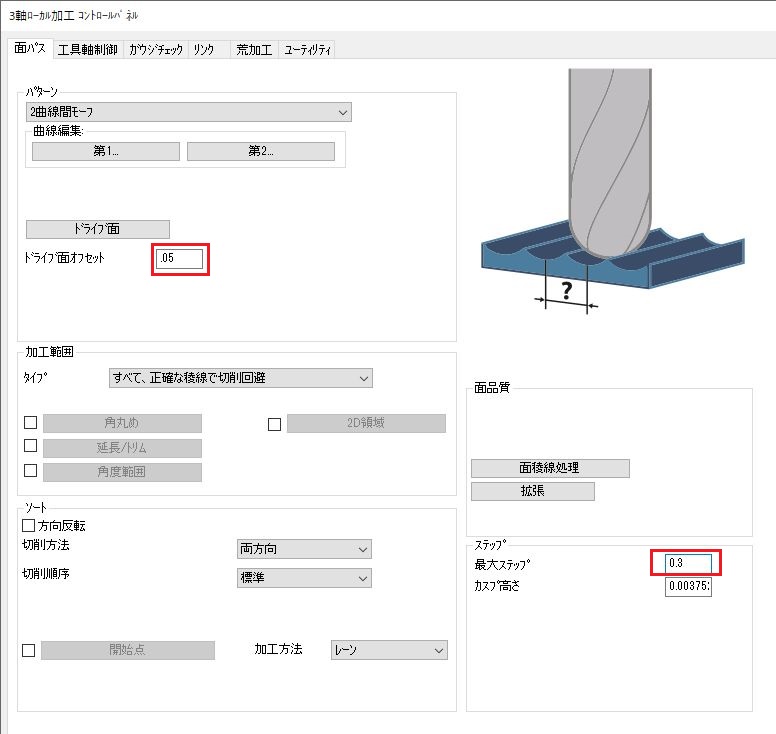 3軸ﾛｰｶﾙ加工 ｺﾝﾄﾛｰﾙﾊﾟﾈﾙ
面ﾊﾟｽ 工具軸制御 ｶﾞｳｼﾞﾁｪｯｸ ﾘﾝｸ 荒加工 ﾕｰﾃｨﾘﾃｨ
ﾊﾟﾀｰﾝ
2曲線間ﾓｰﾌ
曲線編集:
第1... 第2...
ﾄﾞﾗｲﾌﾞ面
ﾄﾞﾗｲﾌﾞ面ｵﾌｾｯﾄ .05
?
加工範囲
ﾀｲﾌﾟ すべて、正確な稜線で切削回避
角丸め 2D領域
延長/ﾄﾘﾑ
角度範囲
面品質
面稜線処理
拡張
ｿｰﾄ
方向反転
切削方法 両方向
切削順序 標準
開始点 加工方法 ﾚｰﾝ
ｽﾃｯﾌﾟ
最大ｽﾃｯﾌﾟ 0.3
ｶｽﾌﾟ高さ 0.00375